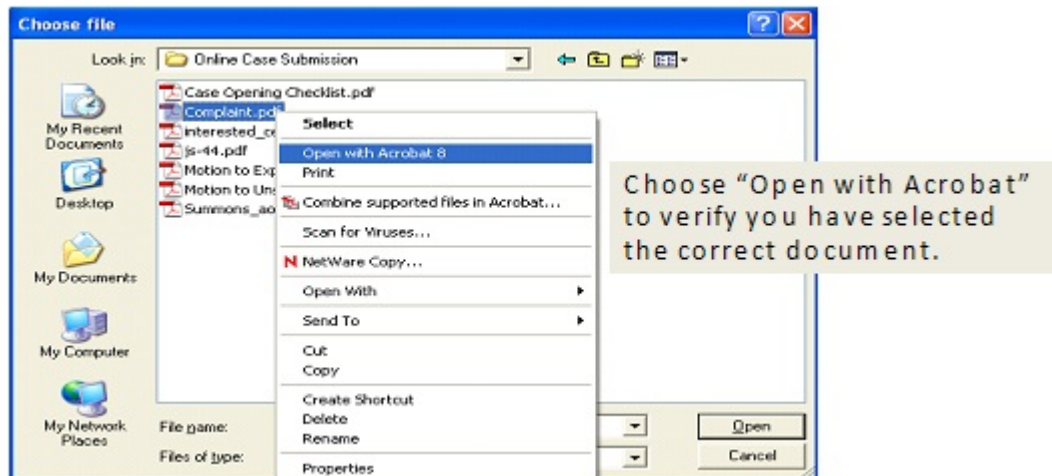 Choose file
Look in:
Online Case Submission
My Recent
Documents
Desktop
My Documents
My Computer
My Network
Places
Case Opening Checklist.pdf
Complaint.pdf
interested_ce
js-44.pdf
Motion to Exp
Motion to Uns
Summons_ao
Select
Open with Acrobat 8
Print
Combine supported files in Acrobat...
Scan for Viruses...
NetWare Copy...
Open With
Send To
Cut
Copy
Create Shortcut
Delete
Rename
Properties
File name:
Open
Files of type:
Cancel
Choose “Open with Acrobat”
to verify you have selected
the correct document.